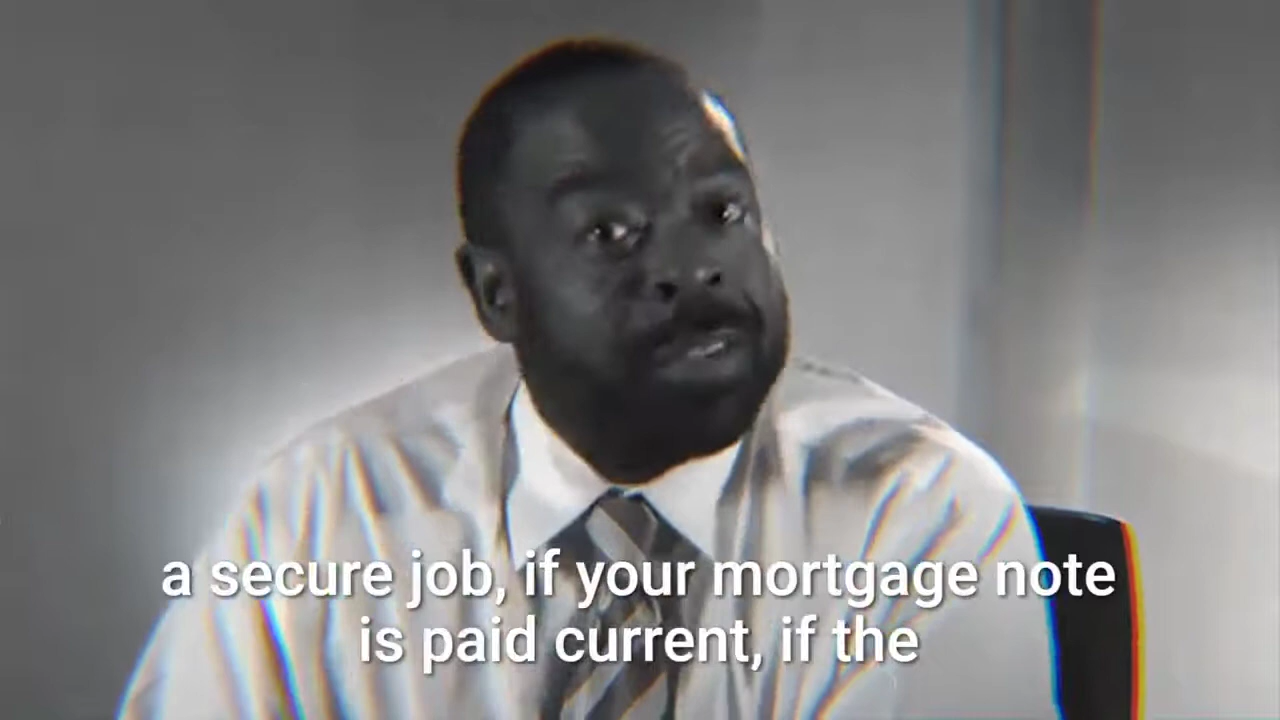 a secure job, if your mortgage note
is paid current, if the